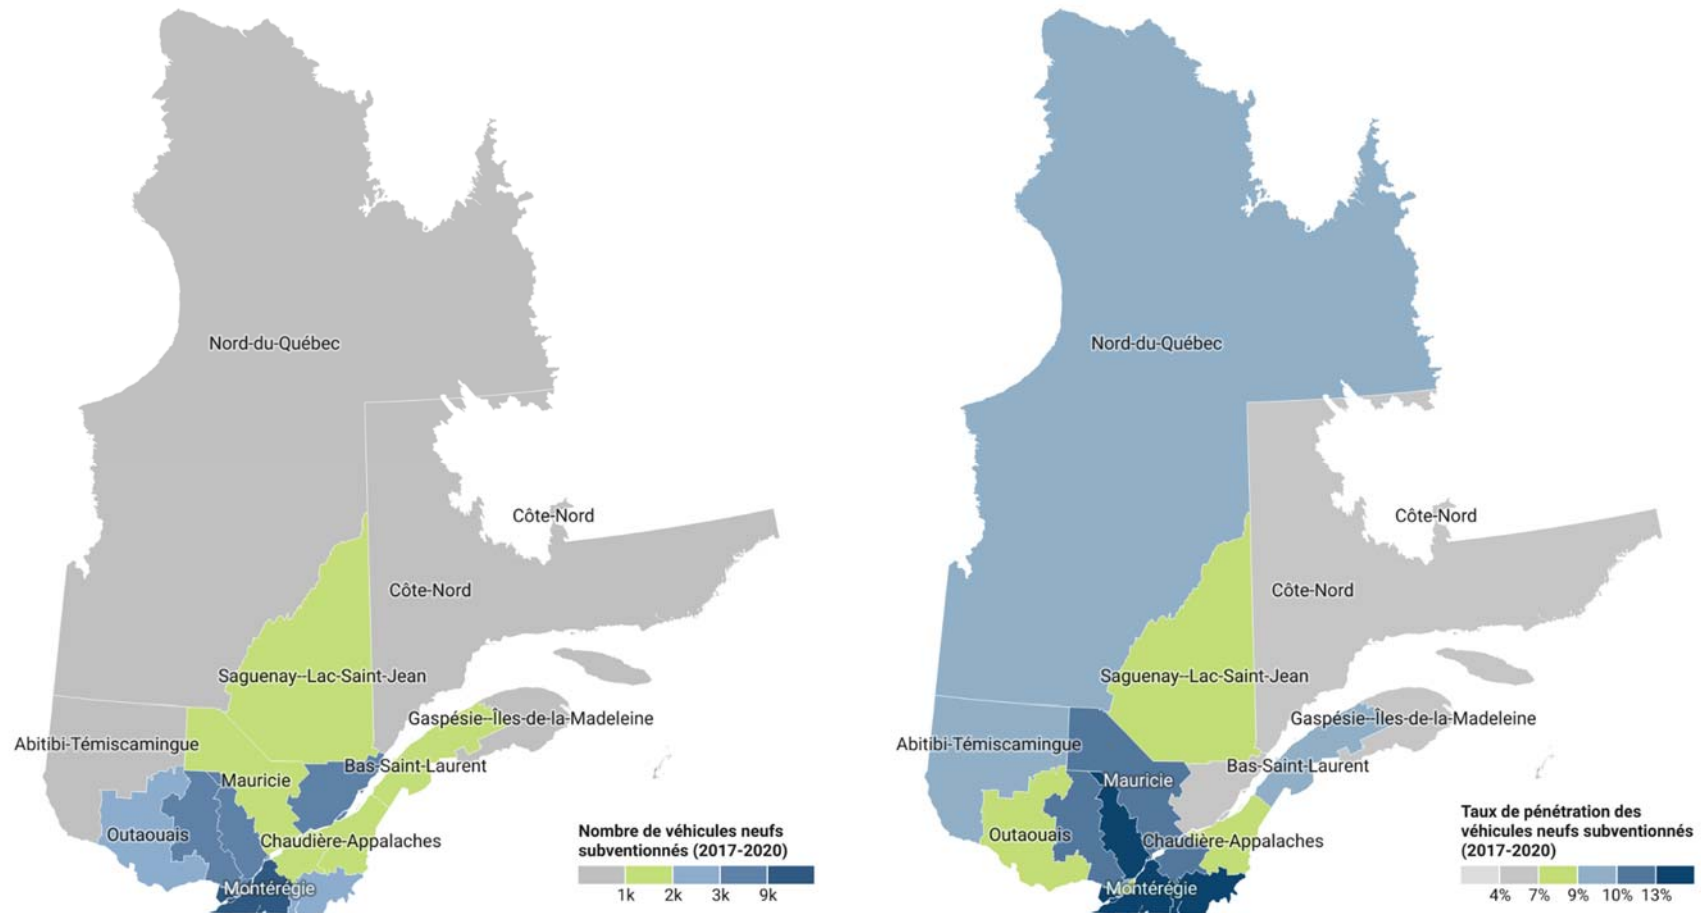 Nord-du-Québec
Côte-Nord
Côte-Nord
Saguenay--Lac-Saint-Jean
Gaspésie--Îles-de-la-Madeleine
Abitibi-Témiscamingue
Bas-Saint-Laurent
Mauricie
Outaouais
Chaudière-Appalaches
Montérégie
Nombre de véhicules neufs
subventionnés (2017-2020)
1k 2k 3k 9k
Nord-du-Québec
Côte-Nord
Côte-Nord
Saguenay--Lac-Saint-Jean
Gaspésie--Îles-de-la-Madeleine
Abitibi-Témiscamingue
Bas-Saint-Laurent
Mauricie
Outaouais
Chaudière-Appalaches
Montérégie
Taux de pénétration des
véhicules neufs subventionnés
(2017-2020)
4% 7% 9% 10% 13%